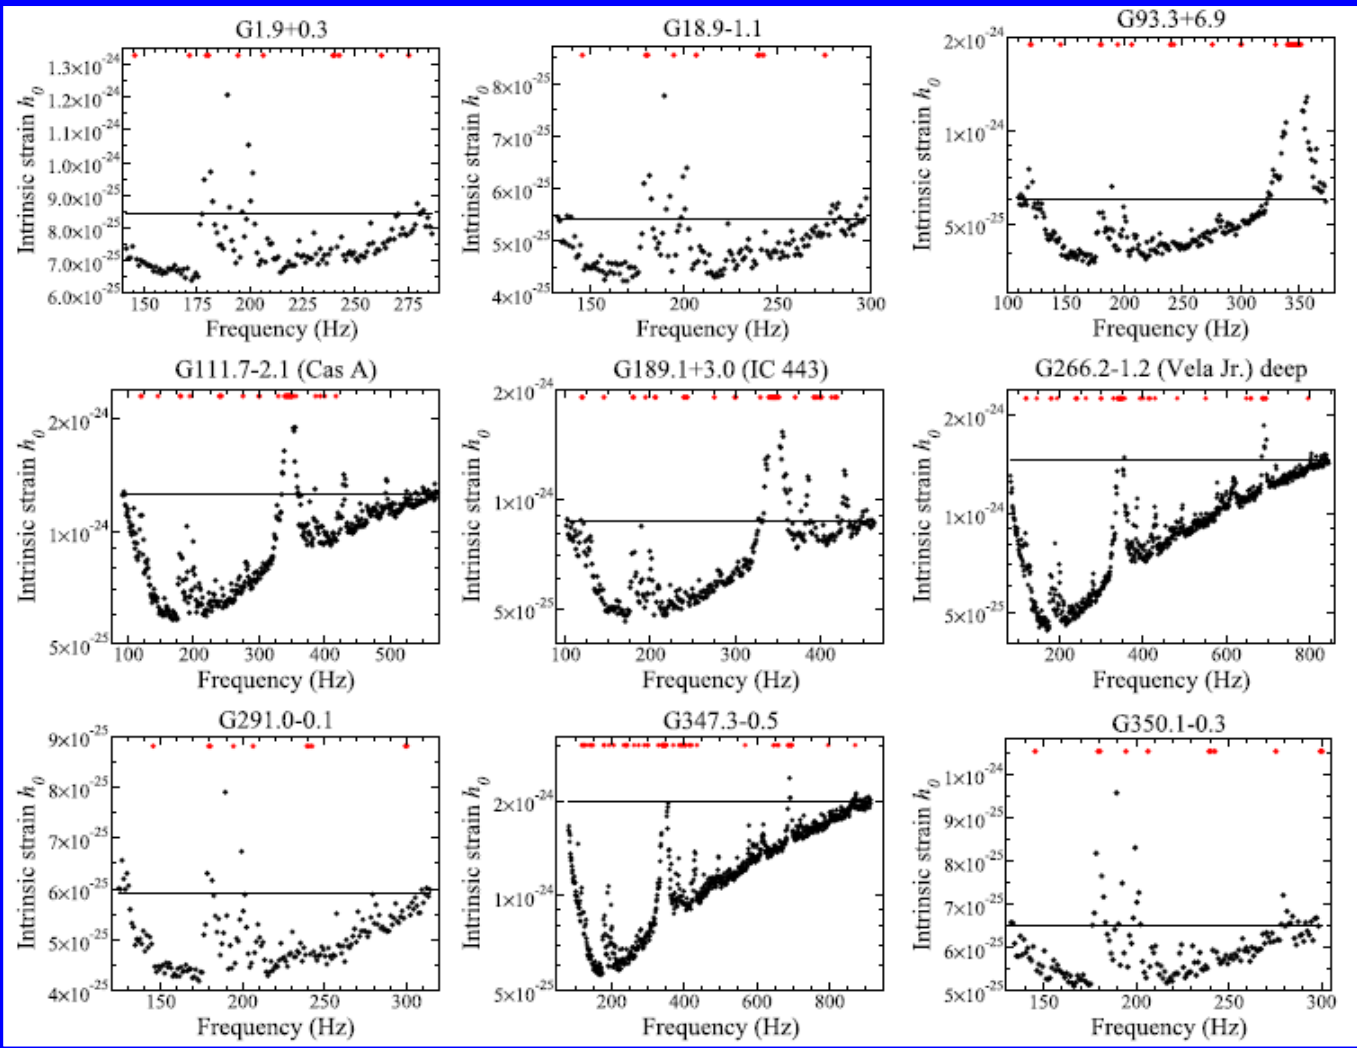 G1.9+0.3
Intrinsic strain h0
1.3×10-24
1.2×10-24
1.1×10-24
1.0×10-24
9.0×10-25
8.0×10-25
7.0×10-25
6.0×10-25
150 175 200 225 250 275
Frequency (Hz)
G18.9-1.1
Intrinsic strain h0
8×10-25
7×10-25
6×10-25
5×10-25
4×10-25
150 200 250 300
Frequency (Hz)
G93.3+6.9
Intrinsic strain h0
2×10-24
1×10-24
5×10-25
100 150 200 250 300 350
Frequency (Hz)
G111.7-2.1 (Cas A)
Intrinsic strain h0
2×10-24
1×10-24
5×10-25
100 200 300 400 500
Frequency (Hz)
G189.1+3.0 (IC 443)
Intrinsic strain h0
2×10-24
1×10-24
5×10-25
100 200 300 400
Frequency (Hz)
G266.2-1.2 (Vela Jr.) deep
Intrinsic strain h0
2×10-24
1×10-24
5×10-25
200 400 600 800
Frequency (Hz)
G291.0-0.1
Intrinsic strain h0
9×10-25
8×10-25
7×10-25
6×10-25
5×10-25
4×10-25
150 200 250 300
Frequency (Hz)
G347.3-0.5
Intrinsic strain h0
2×10-24
1×10-24
5×10-25
200 400 600 800
Frequency (Hz)
G350.1-0.3
Intrinsic strain h0
1×10-24
9×10-25
8×10-25
7×10-25
6×10-25
5×10-25
150 200 250 300
Frequency (Hz)